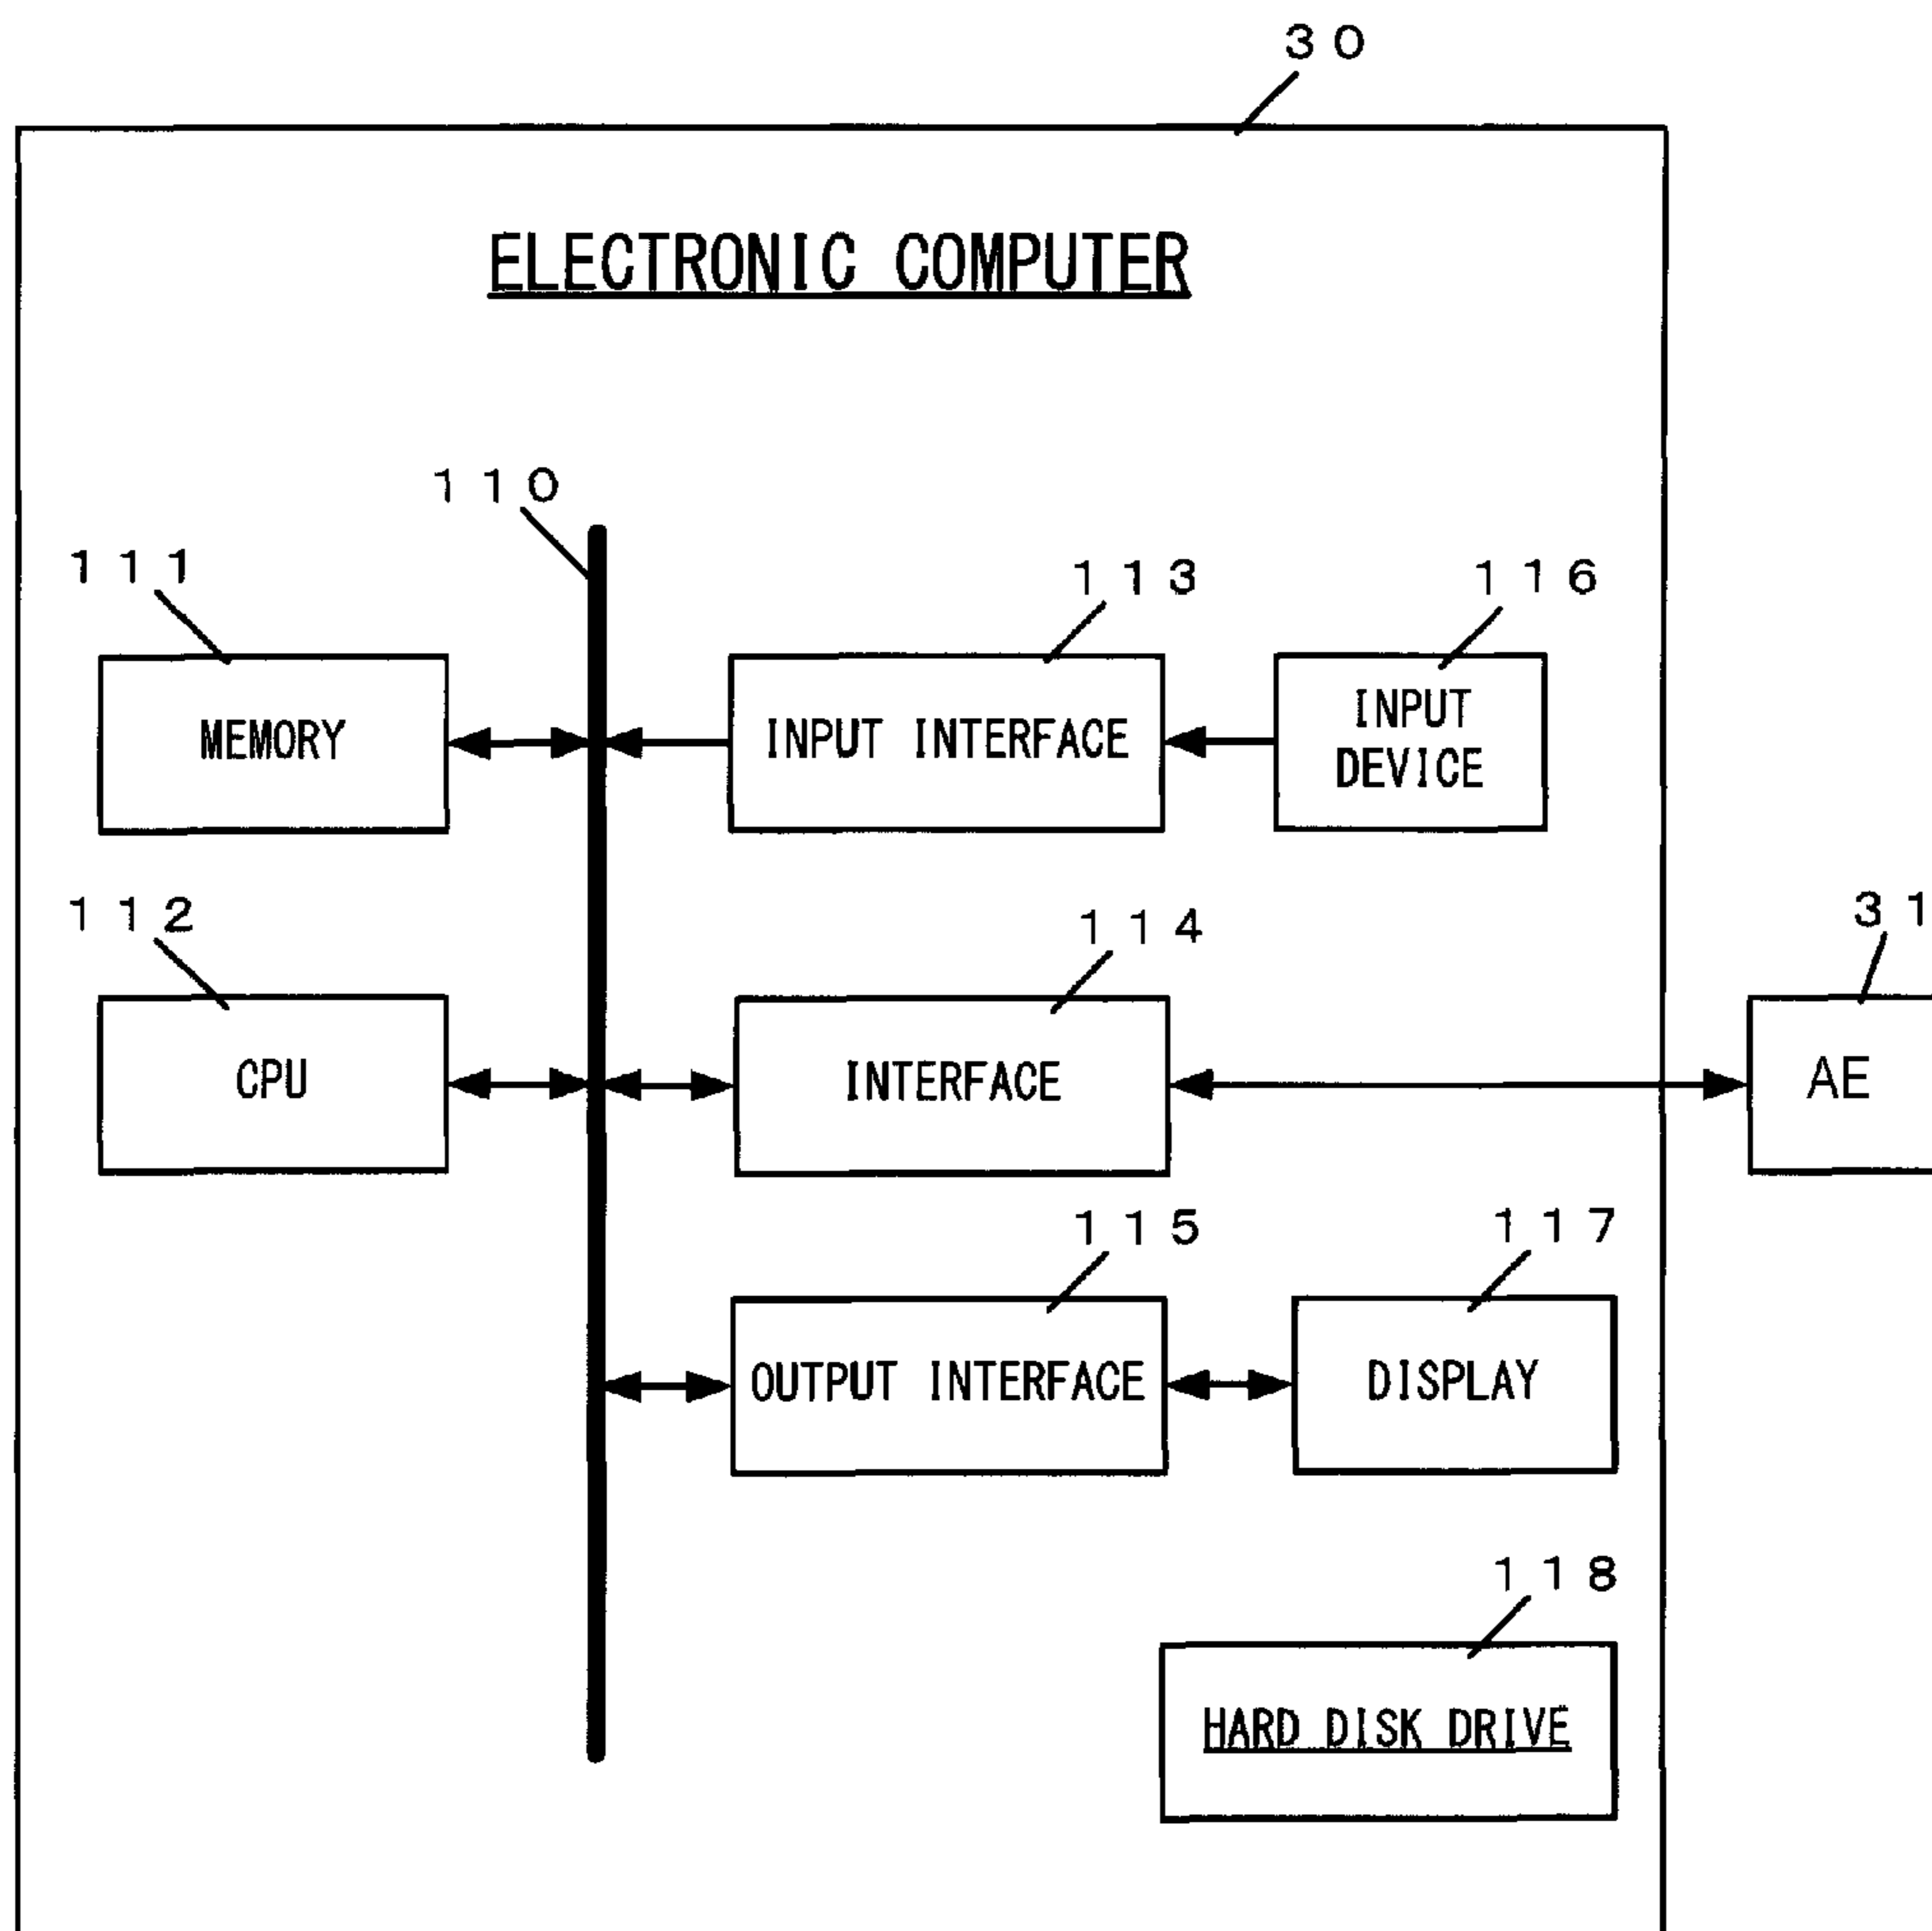 30
ELECTRONIC COMPUTER
110
111
113
116
MEMORY
INPUT INTERFACE
INPUT
DEVICE
112
114
31
CPU
INTERFACE
AE
115
117
OUTPUT INTERFACE
DISPLAY
118
HARD DISK DRIVE